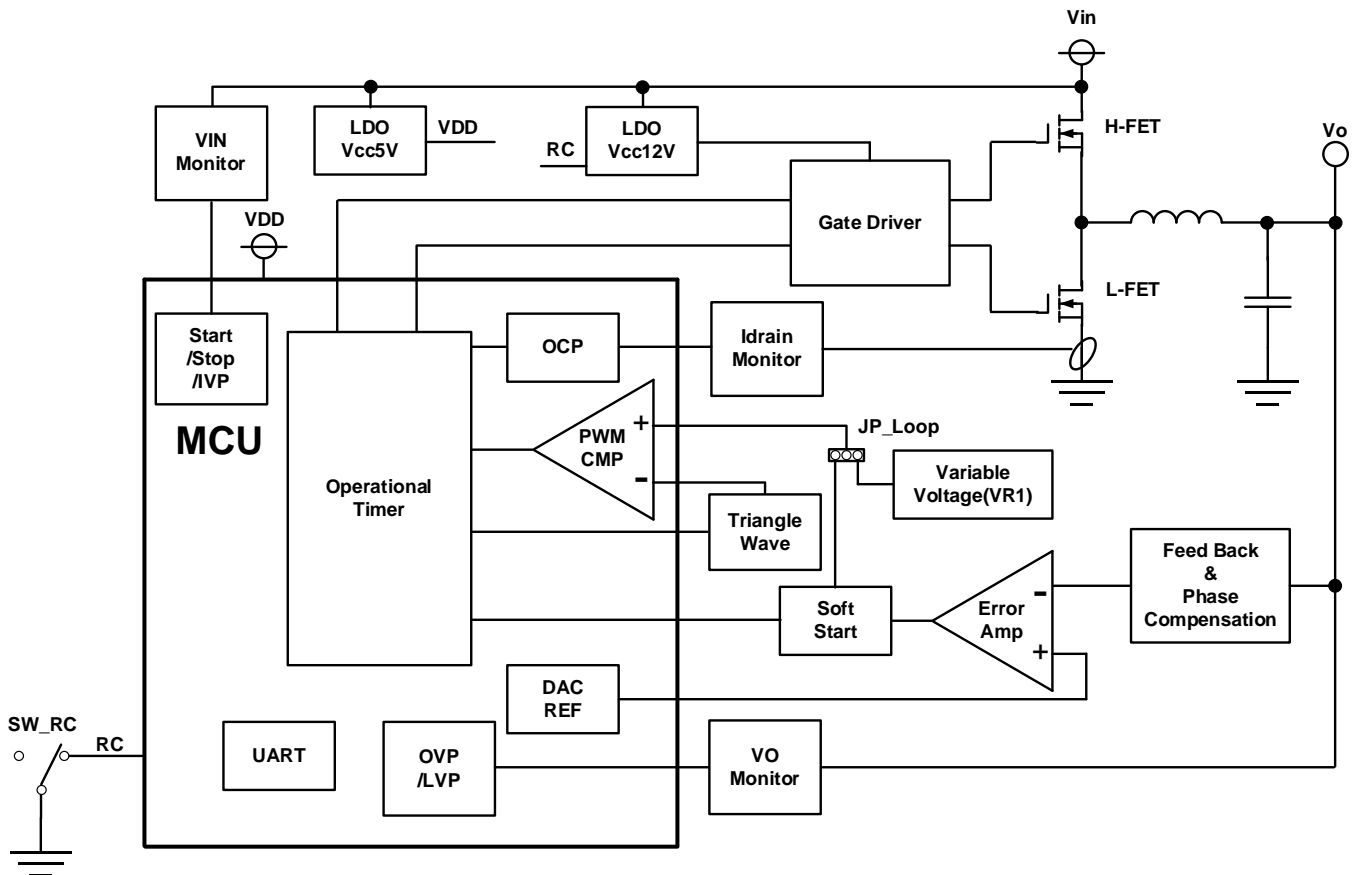 Vin
VIN
Monitor
LDO
Vcc5V
VDD
RC
LDO
Vcc12V
H-FET
Vo
VDD
Gate Driver
L-FET
Start
/Stop
/IVP
OCP
Idrain
Monitor
MCU
Operational
Timer
PWM
CMP
+
-
JP_Loop
Variable
Voltage(VR1)
Triangle
Wave
Soft
Start
Error
Amp
-
+
Feed Back
&
Phase
Compensation
DAC
REF
SW_RC
RC
UART
OVP
/LVP
VO
Monitor